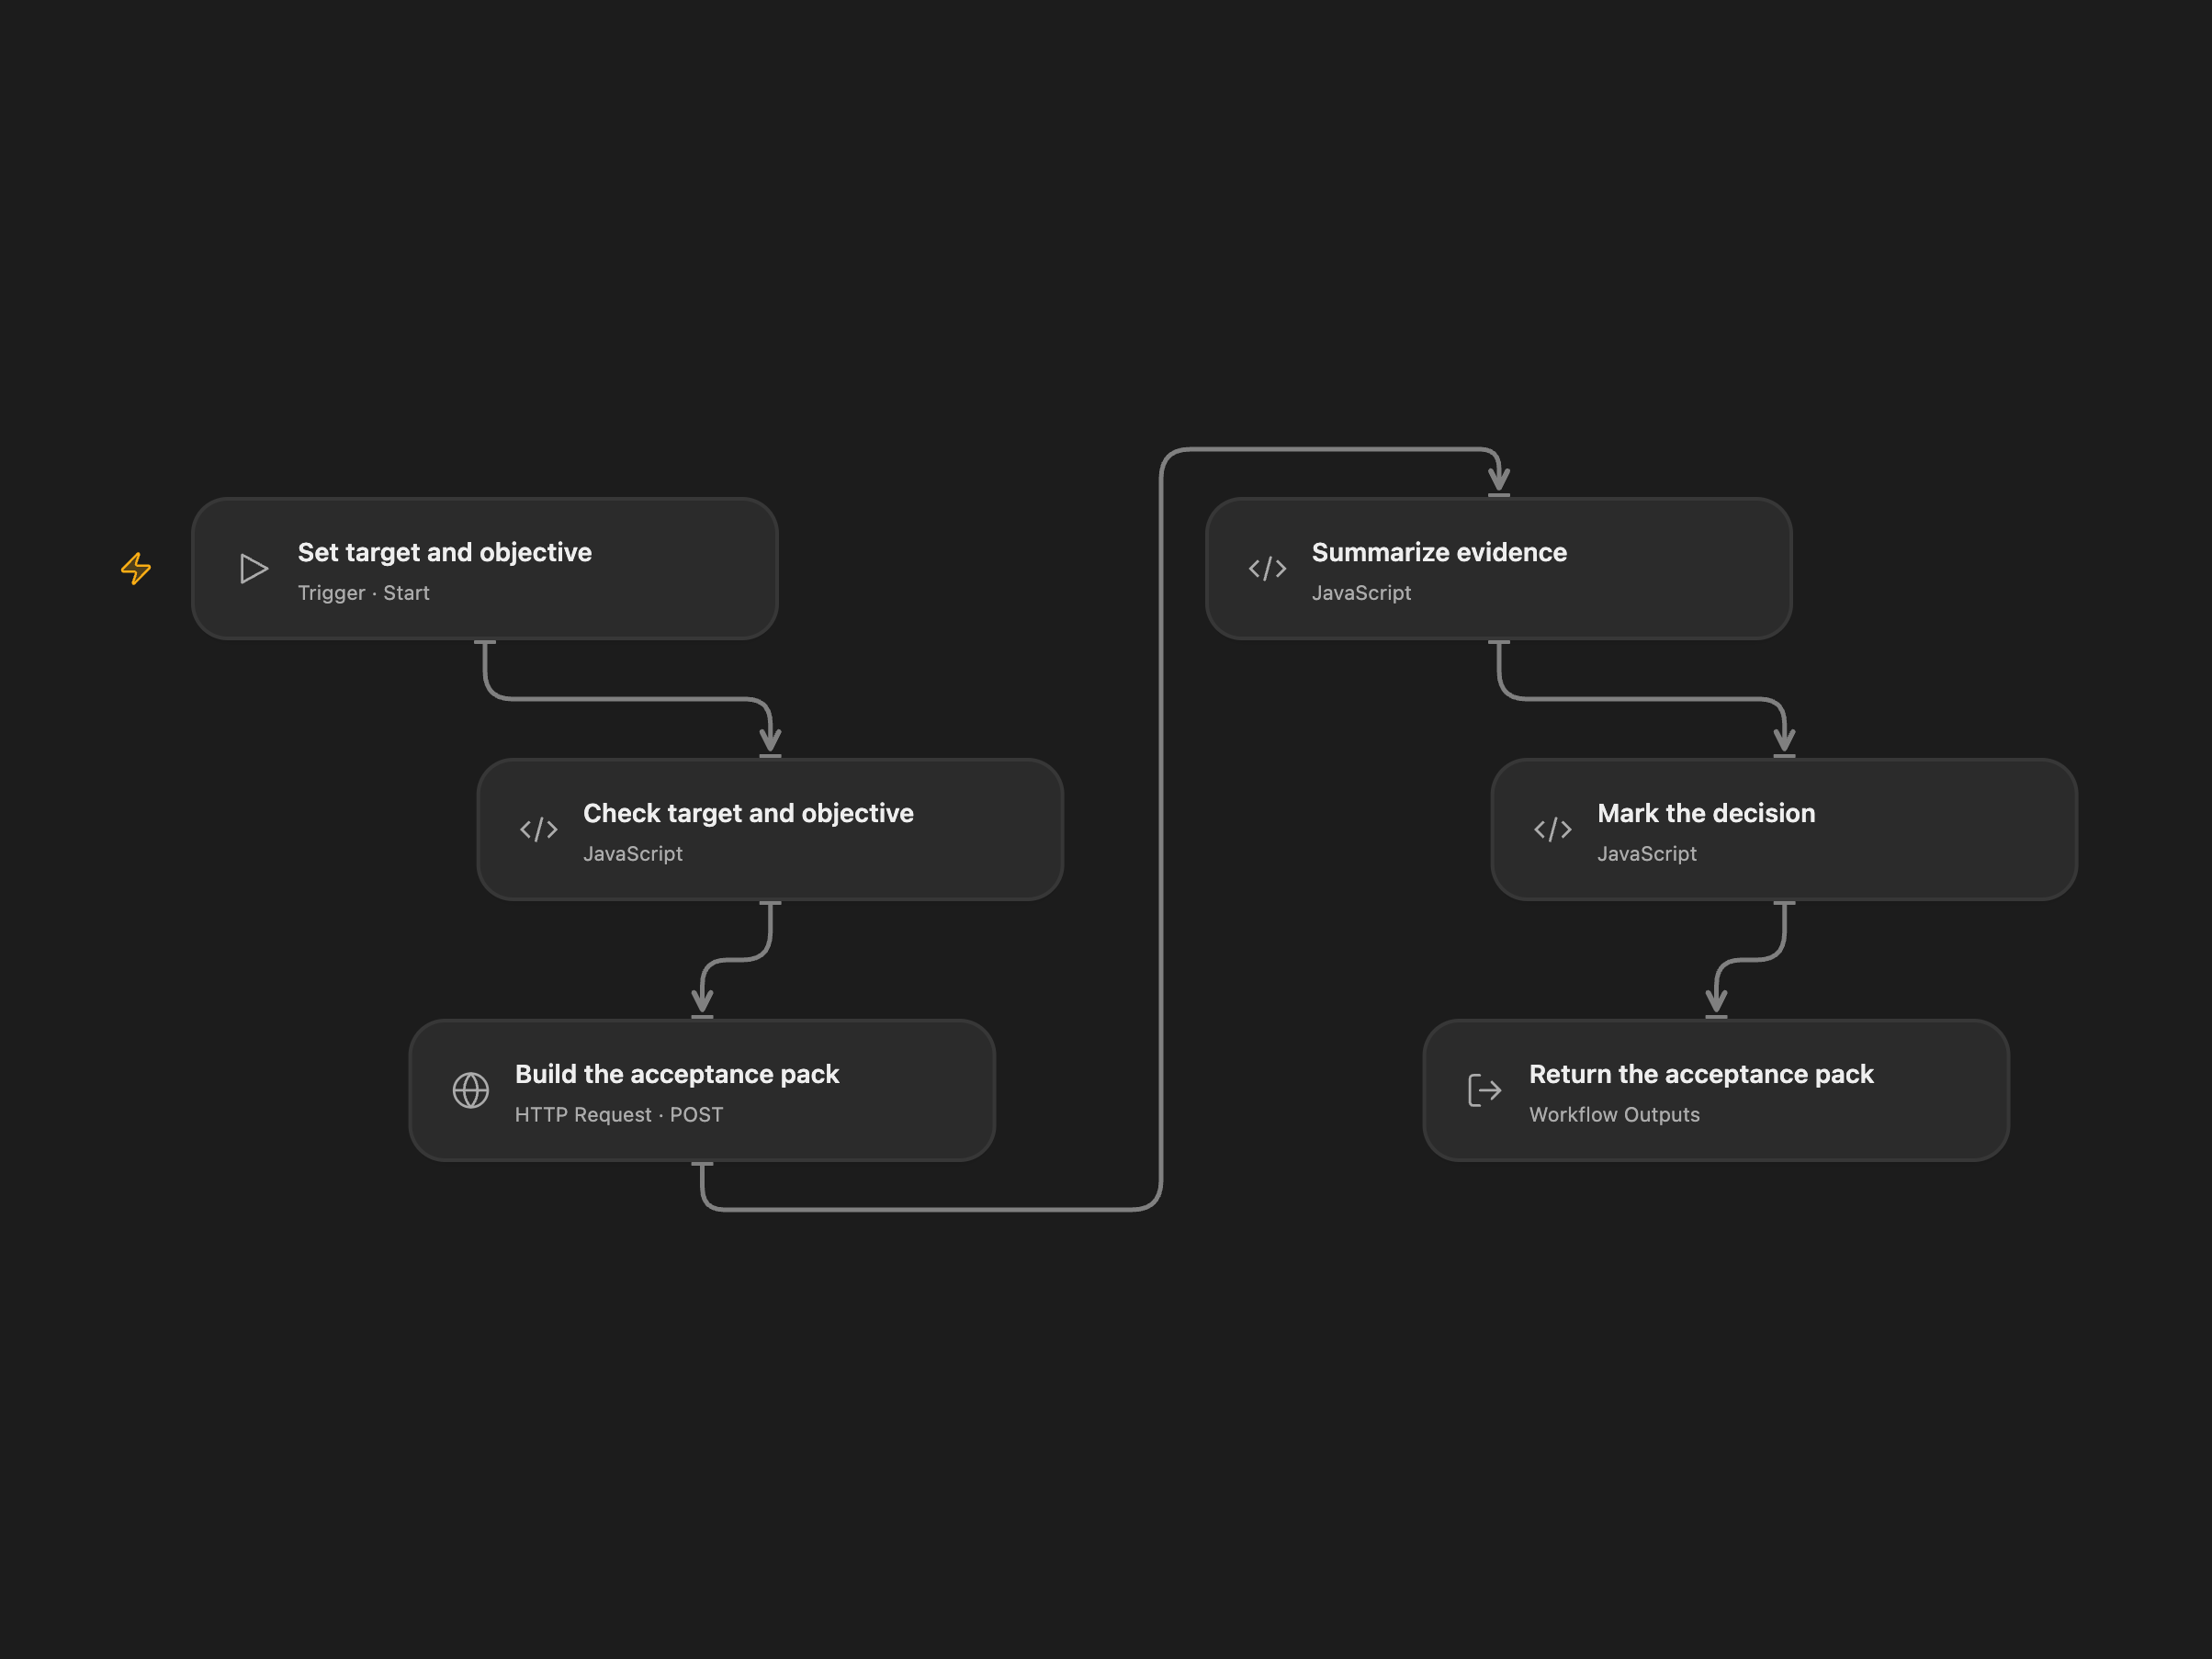 Set target and objective
Trigger · Start
Check target and objective
JavaScript
Build the acceptance pack
HTTP Request · POST
Summarize evidence
JavaScript
Mark the decision
JavaScript
Return the acceptance pack
Workflow Outputs